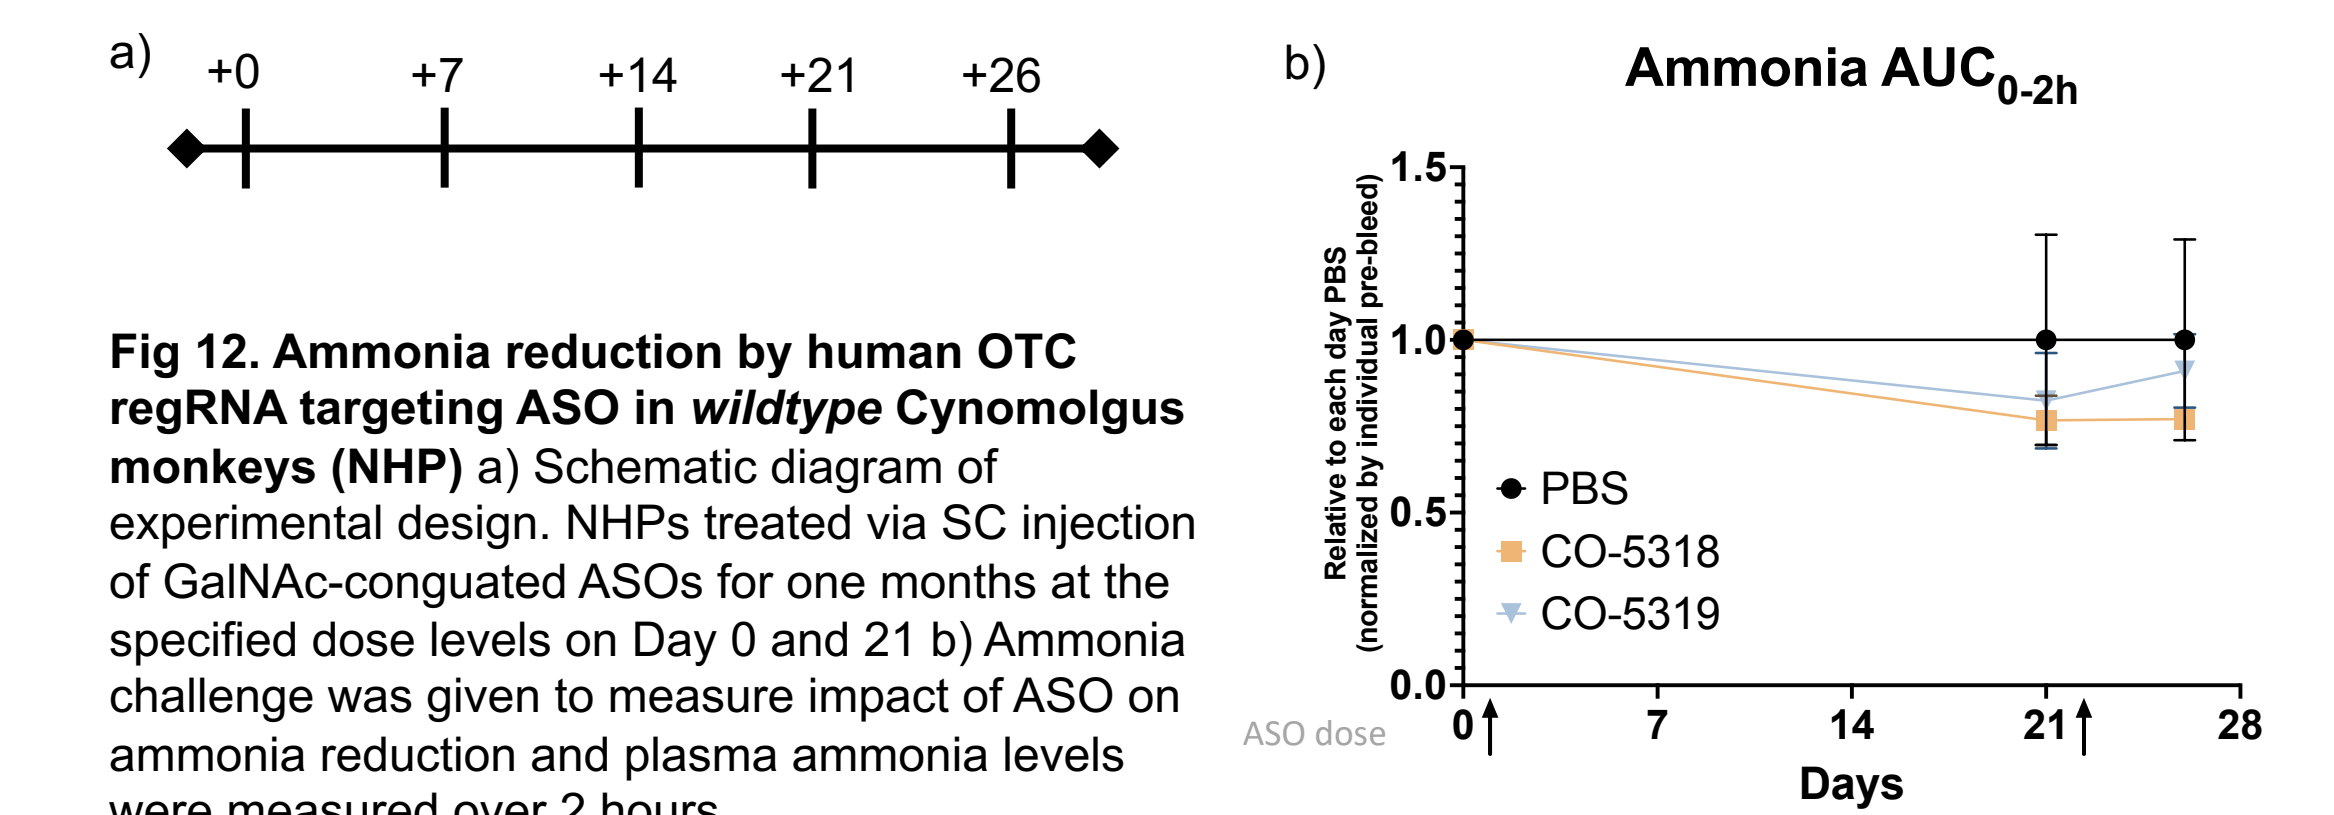 a)
+0 +7 +14 +21 +26
Fig 12. Ammonia reduction by human OTC
regRNA targeting ASO in wildtype Cynomolgus
monkeys (NHP) a) Schematic diagram of
experimental design. NHPs treated via SC injection
of GalNAc-conguated ASOs for one months at the
specified dose levels on Day 0 and 21 b) Ammonia
challenge was given to measure impact of ASO on
ammonia reduction and plasma ammonia levels
were measured over 2 hours
b)
Ammonia AUC0-2h
Relative to each day PBS
(normalized by individual pre-bleed)
1.5
1.0
0.5
0.0
PBS
CO-5318
CO-5319
0 7 14 21 28
ASO dose
Days